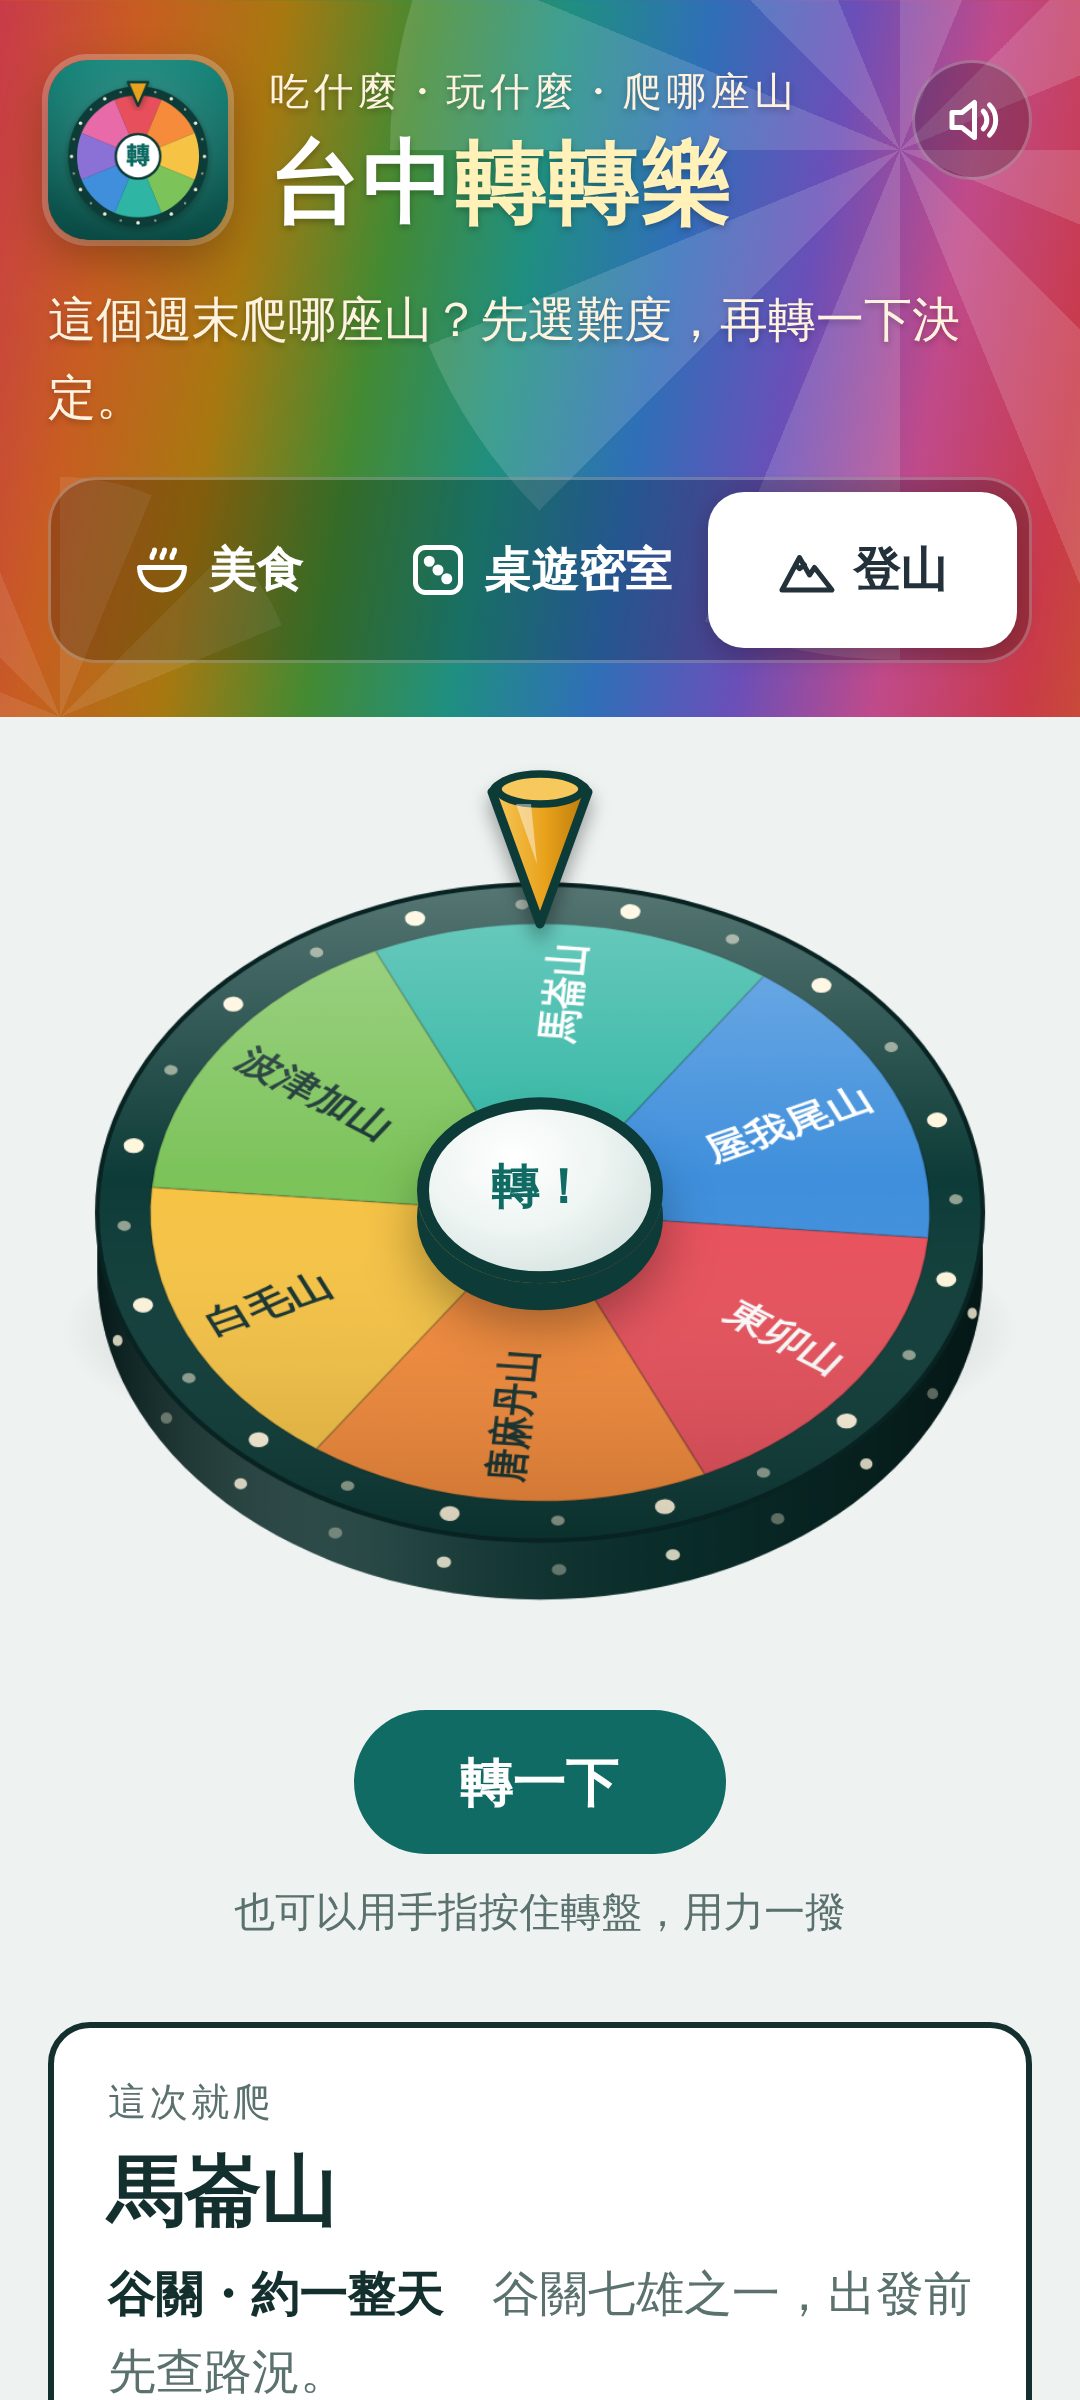 吃什麼・玩什麼・爬哪座山
台中轉轉樂
轉
這個週末爬哪座山？先選難度，再轉一下決
定。
美食
桌遊密室
登山
馬崙山
屋我尾山
波津加山
轉！
白毛山
東卯山
唐麻丹山
轉一下
也可以用手指按住轉盤，用力一撥
這次就爬
馬崙山
谷關・約一整天 谷關七雄之一，出發前
先查路況。